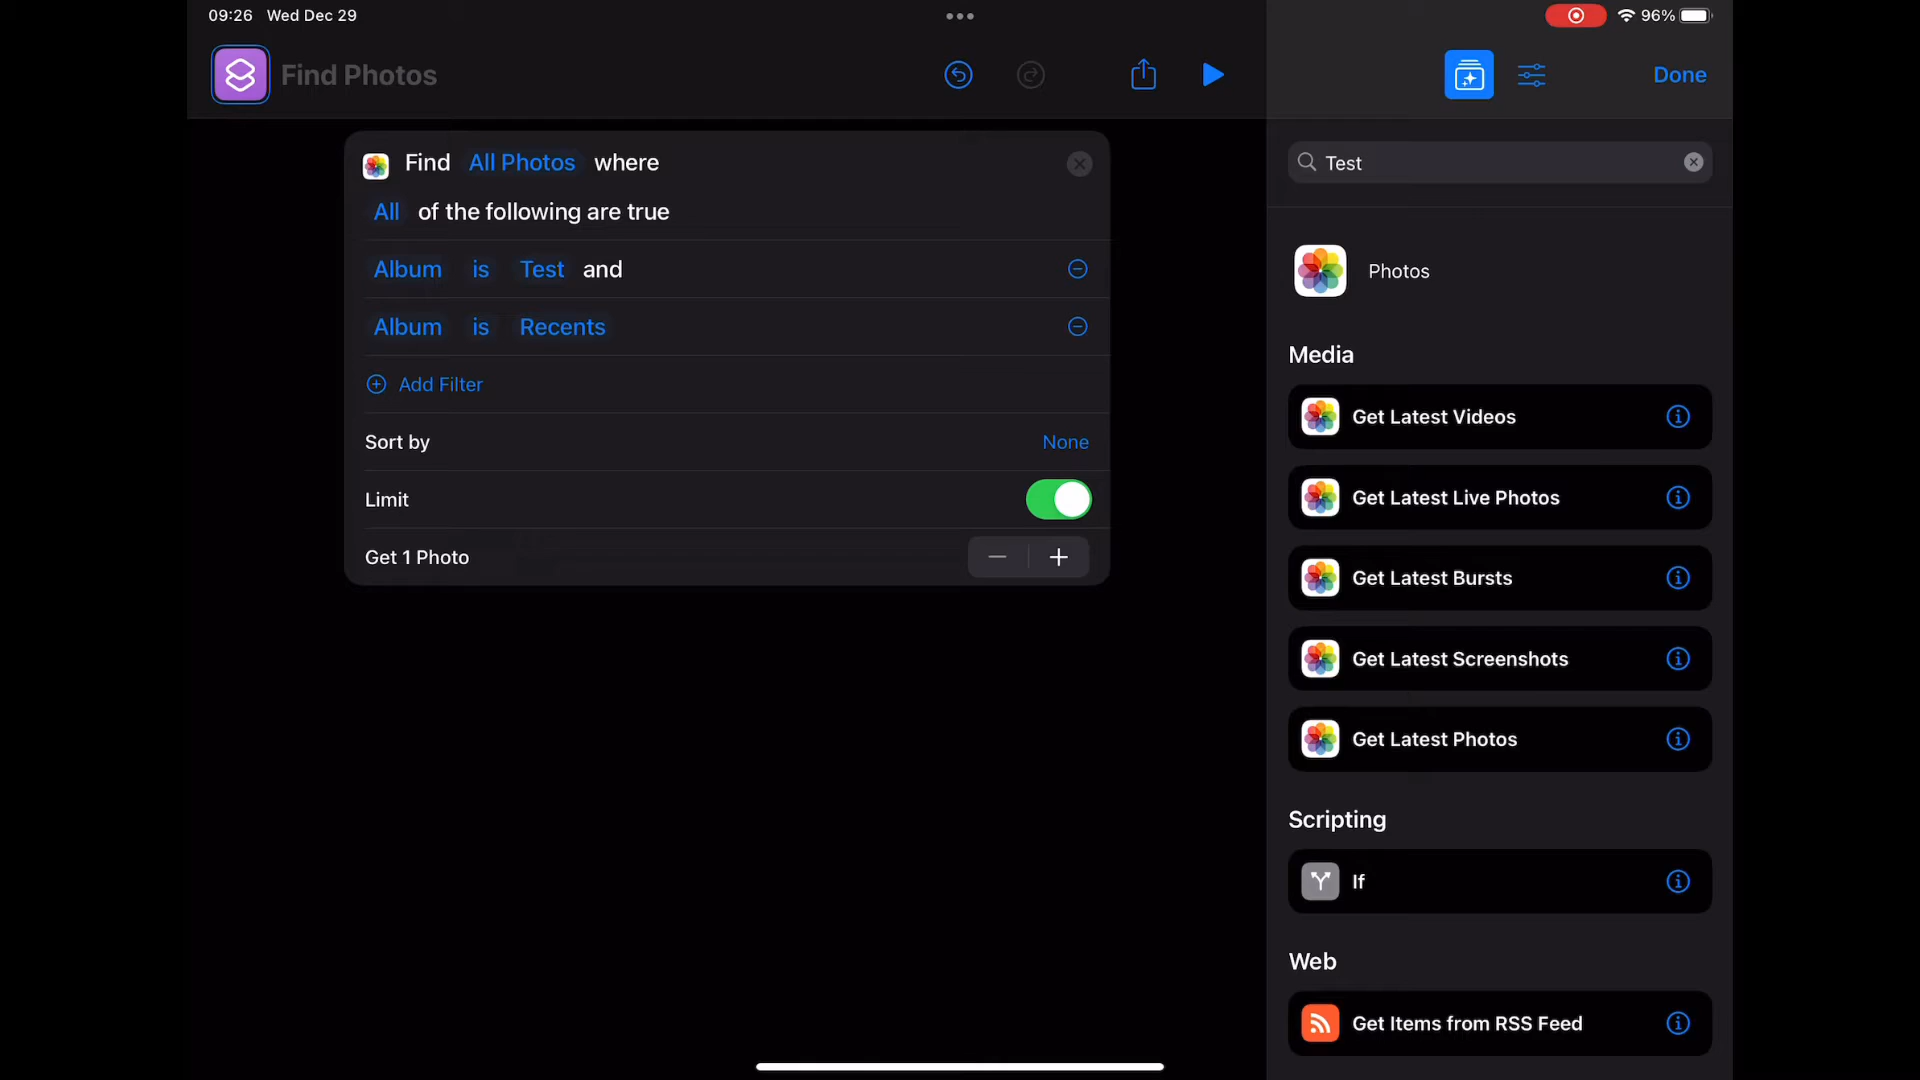 09:26 Wed Dec 29
96%
Find Photos
Done
Find All Photos where
All of the following are true
Album is Test and
Album is Recents
Add Filter
Sort by None
Limit
Get 1 Photo
Test
Photos
Media
Get Latest Videos
Get Latest Live Photos
Get Latest Bursts
Get Latest Screenshots
Get Latest Photos
Scripting
If
Web
Get Items from RSS Feed